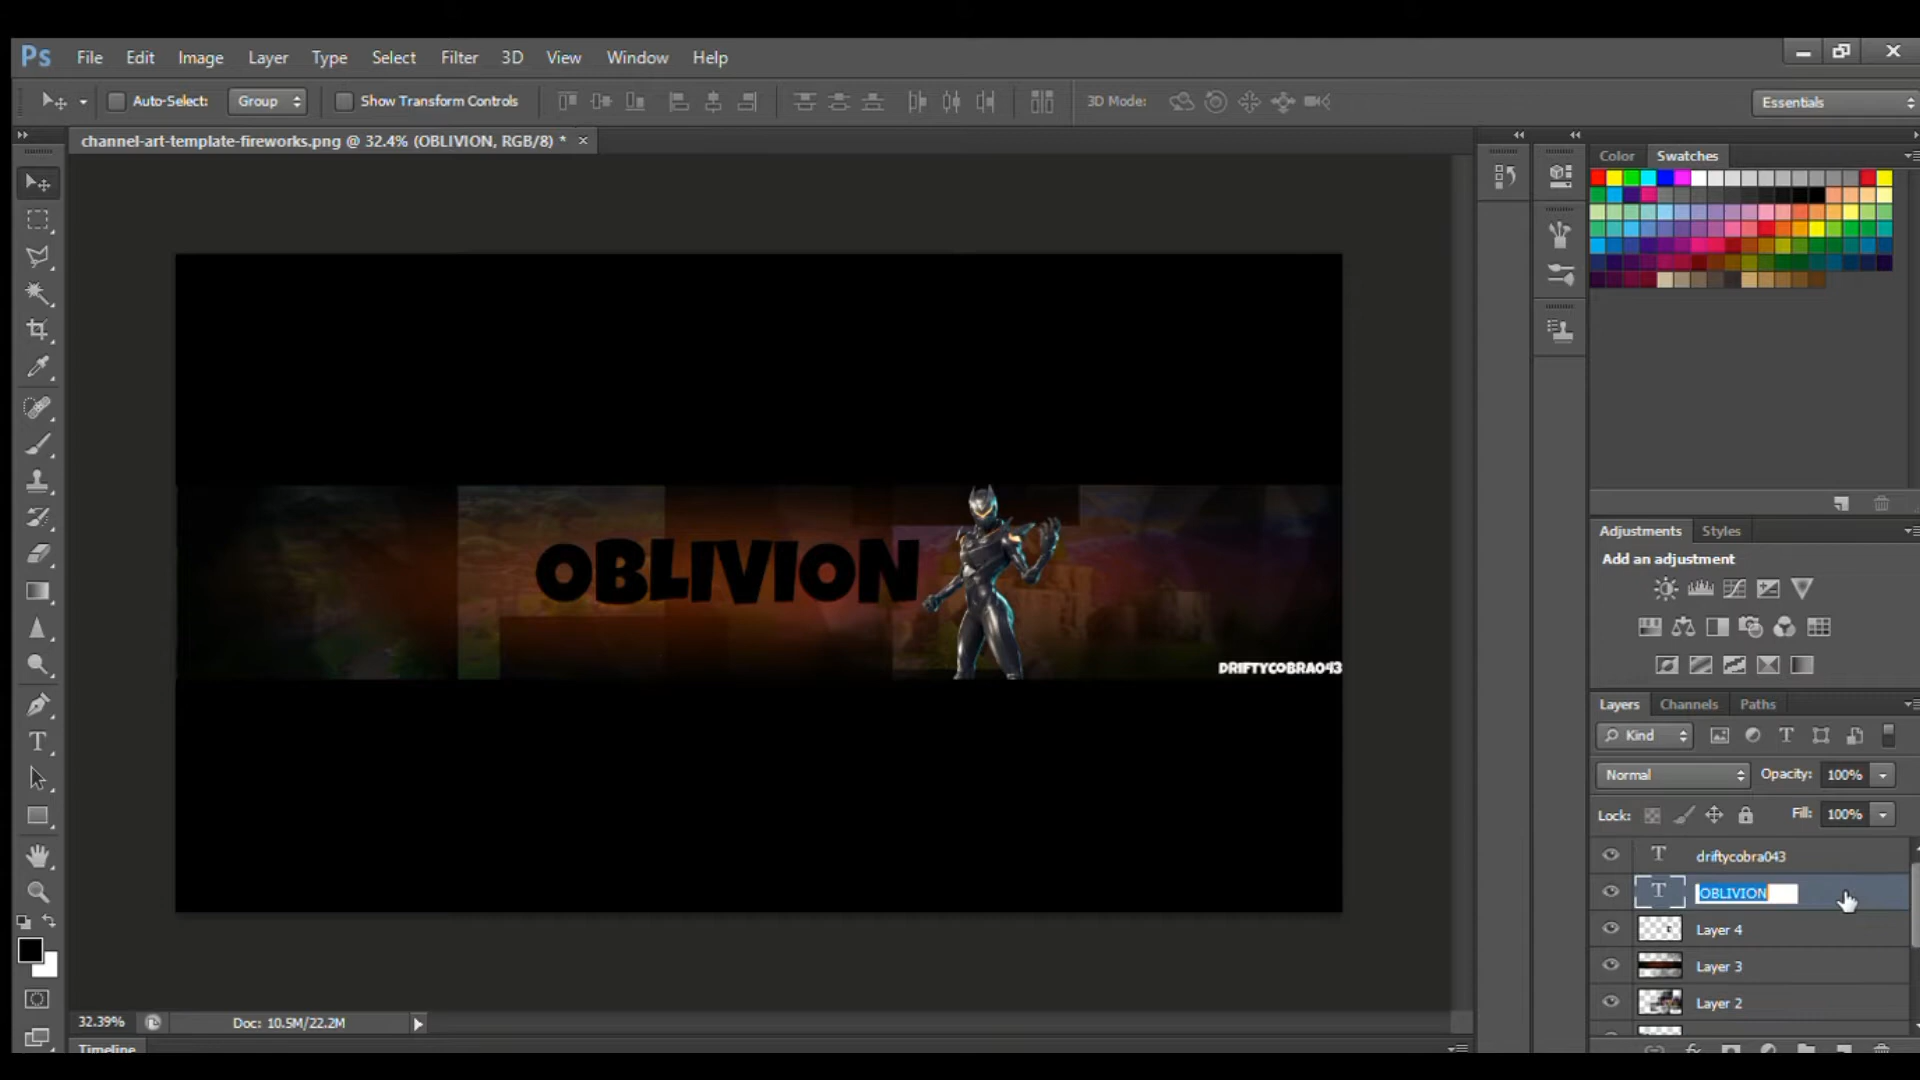 Ps File Edit Image Layer Type Select Filter 3D View Window Help
Auto-Select: Group Show Transform Controls 3D Mode: Essentials
channel-art-template-fireworks.png @ 32.4% (OBLIVION, RGB/8) * ×
Color Swatches
OBLIVION
DRIFTYCOBRA043
Adjustments Styles
Add an adjustment
Layers Channels Paths
Kind
Normal Opacity: 100%
Lock: Fill: 100%
T driftycobra043
T OBLIVION
Layer 4
Layer 3
Layer 2
32.39% Doc: 10.5M/22.2M
Timeline